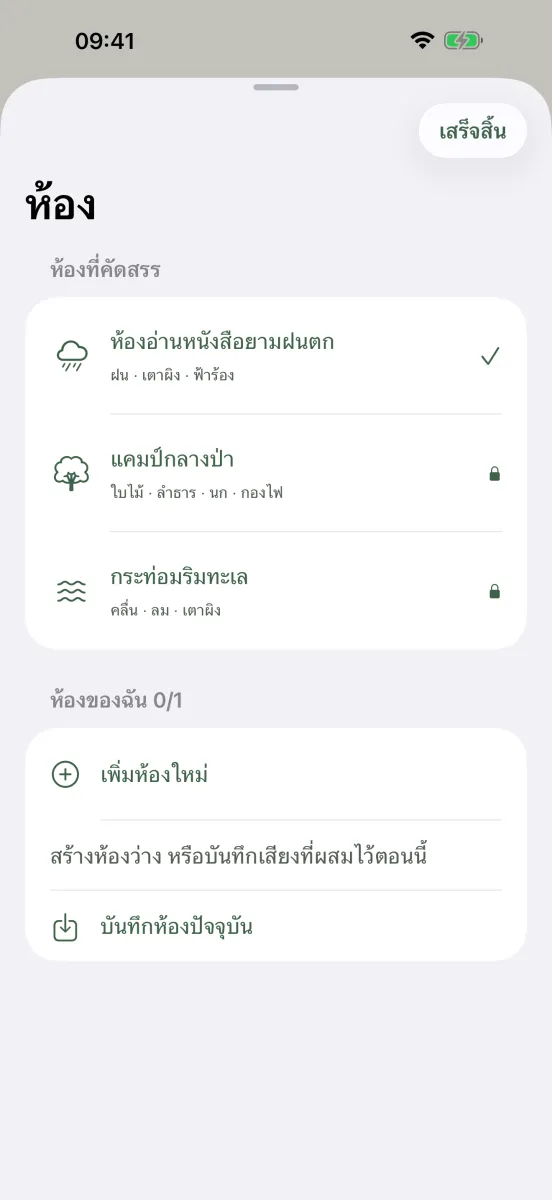 09:41
เสร็จสิ้น
ห้อง
ห้องที่คัดสรร
ห้องอ่านหนังสือยามฝนตก
ฝน · เตาผิง · ฟ้าร้อง
แคมป์กลางป่า
ใบไม้ · ลำธาร · นก · กองไฟ
กระท่อมริมทะเล
คลื่น · ลม · เตาผิง
ห้องของฉัน 0/1
เพิ่มห้องใหม่
สร้างห้องว่าง หรือบันทึกเสียงที่ผสมไว้ตอนนี้
บันทึกห้องปัจจุบัน